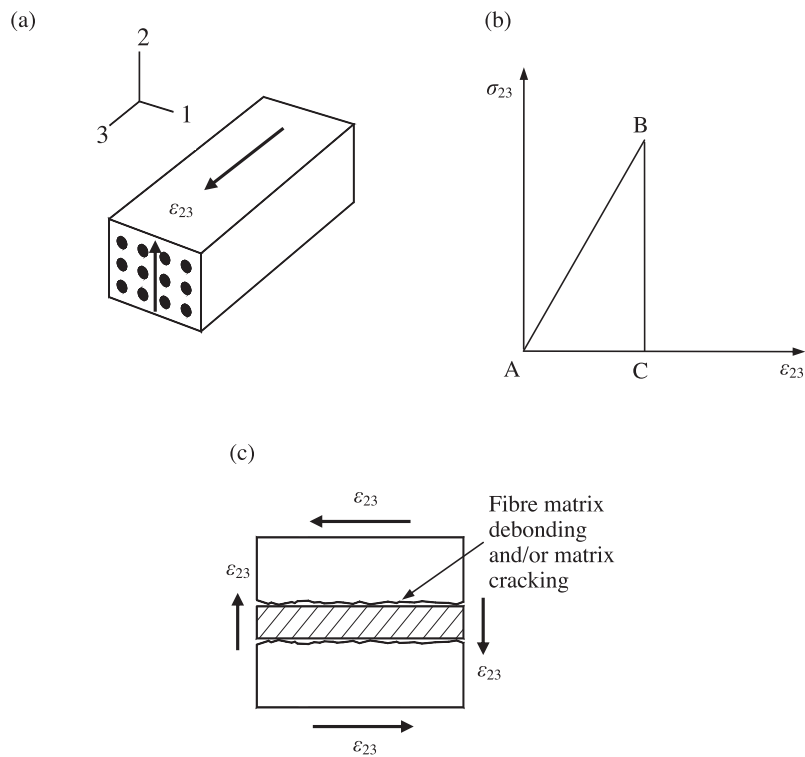 (a)
2
1
3
ε23
(b)
σ23
B
A
C
ε23
(c)
ε23
Fibre matrix
debonding
and/or matrix
cracking
ε23
ε23
ε23